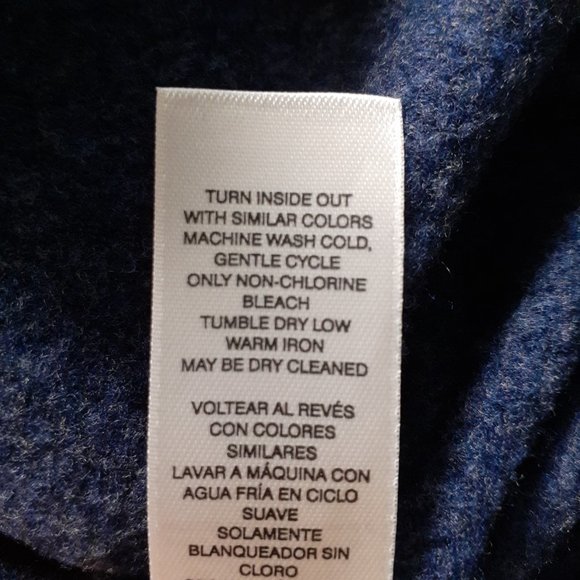 TURN INSIDE OUT
WITH SIMILAR COLORS
MACHINE WASH COLD,
GENTLE CYCLE
ONLY NON-CHLORINE
BLEACH
TUMBLE DRY LOW
WARM IRON
MAY BE DRY CLEANED
VOLTEAR AL REVÉS
CON COLORES
SIMILARES
LAVAR A MÁQUINA CON
AGUA FRÍA EN CICLO
SUAVE
SOLAMENTE
BLANQUEADOR SIN
CLORO